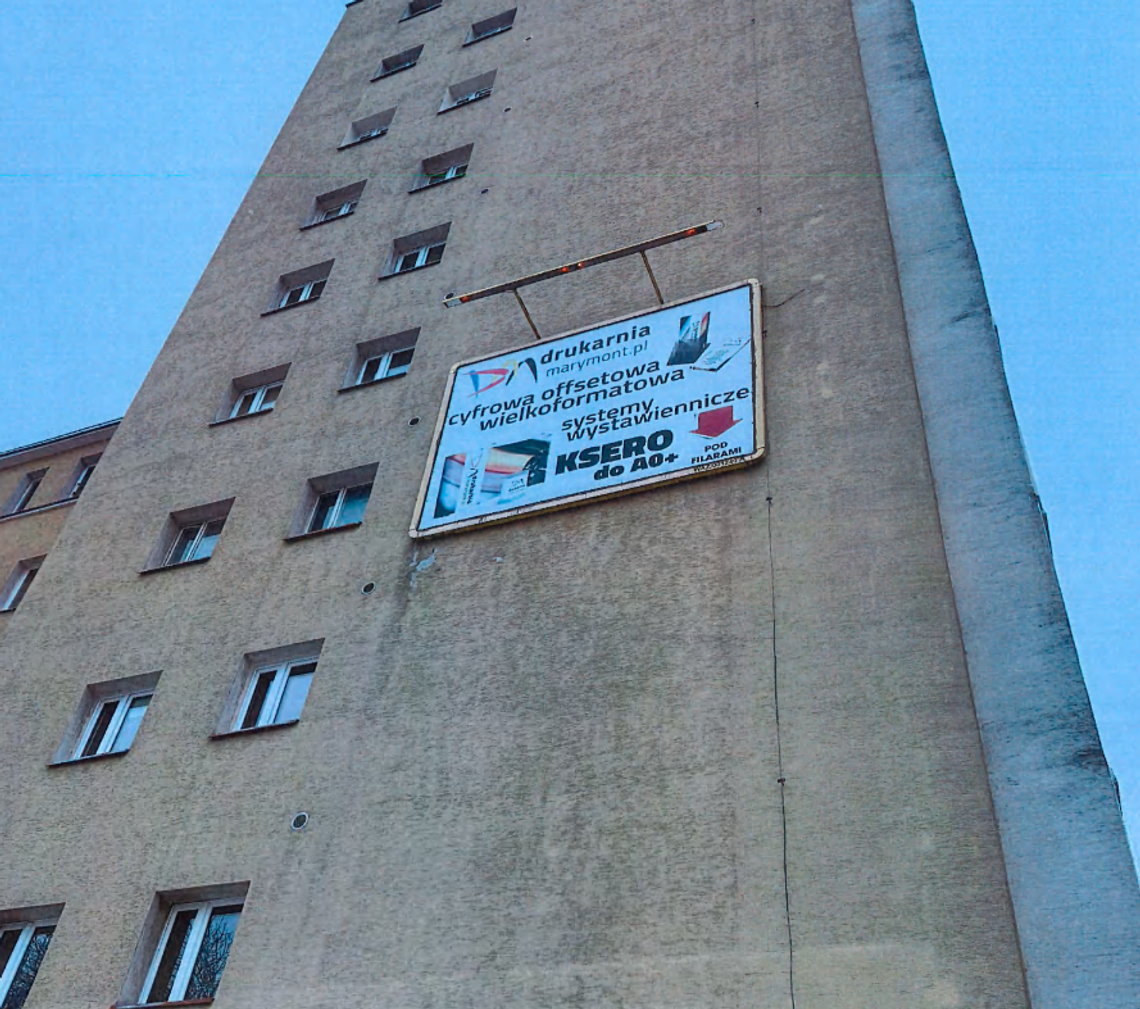 drukarnia
marymont.pl
cyfrowa offsetowa
wielkoformatowa
systemy
wystawiennicze
KSERO
do A0+
POD
FILARAMI